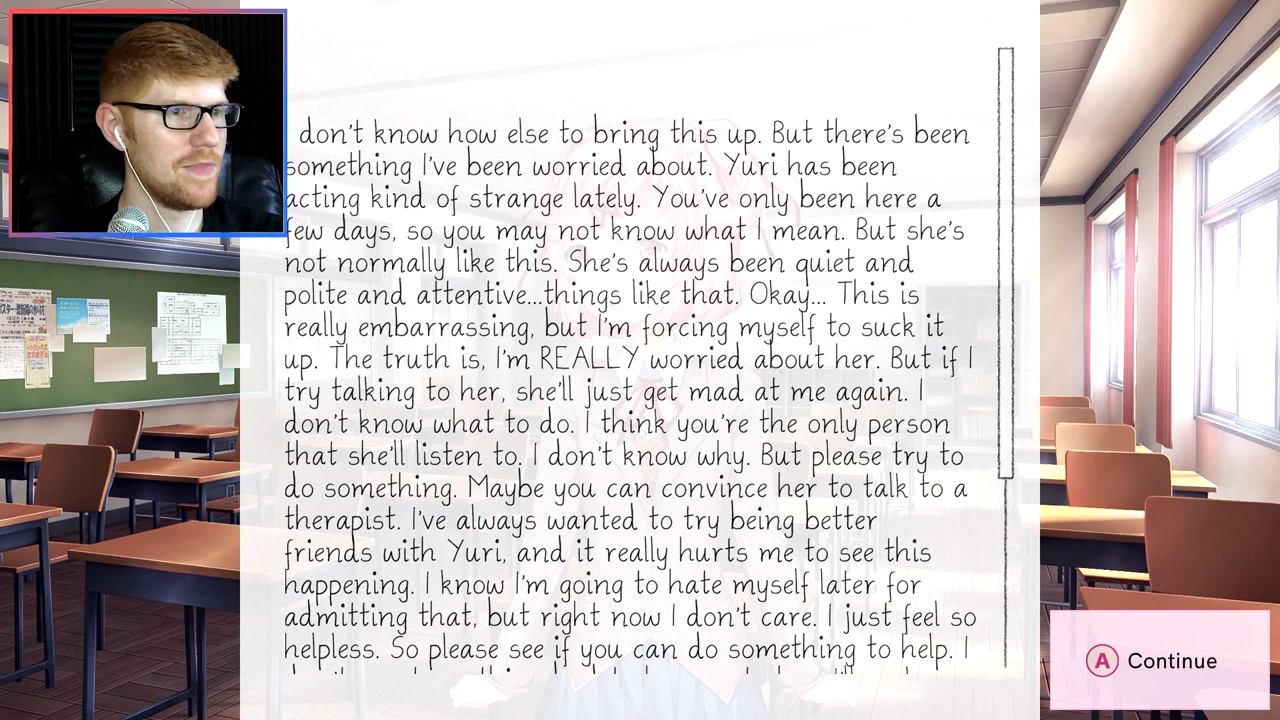 don't know how else to bring this up. But there's been
something I've been worried about. Yuri has been
acting kind of strange lately. You've only been here a
few days, so you may not know what I mean. But she's
not normally like this. She's always been quiet and
polite and attentive...things like that. Okay... This is
really embarrassing, but I'm forcing myself to suck it
up. The truth is, I'm REALLY worried about her. But if I
try talking to her, she'll just get mad at me again. I
don't know what to do. I think you're the only person
that she'll listen to. I don't know why. But please try to
do something. Maybe you can convince her to talk to a
therapist. I've always wanted to try being better
friends with Yuri, and it really hurts me to see this
happening. I know I'm going to hate myself later for
admitting that, but right now I don't care. I just feel so
helpless. So please see if you can do something to help. I
A Continue